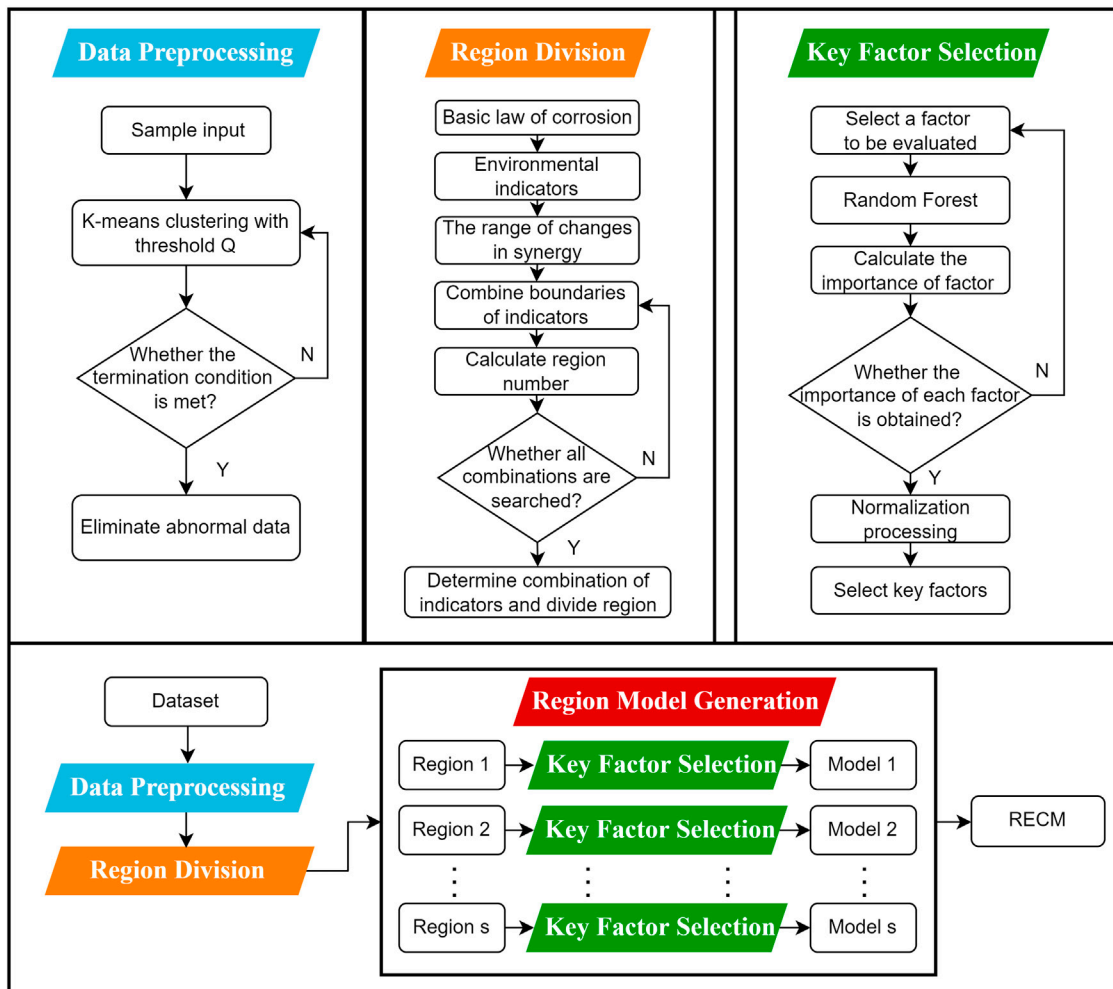 Data Preprocessing
Sample input
K-means clustering with
threshold Q
Whether the
termination condition
is met?
N
Y
Eliminate abnormal data
Region Division
Basic law of corrosion
Environmental
indicators
The range of changes
in synergy
Combine boundaries
of indicators
Calculate region
number
Whether all
combinations are
searched?
N
Y
Determine combination of
indicators and divide region
Key Factor Selection
Select a factor
to be evaluated
Random Forest
Calculate the
importance of factor
Whether the
importance of each factor
is obtained?
N
Y
Normalization
processing
Select key factors
Dataset
Data Preprocessing
Region Division
Region Model Generation
Region 1
Key Factor Selection
Model 1
Region 2
Key Factor Selection
Model 2
Region s
Key Factor Selection
Model s
RECM